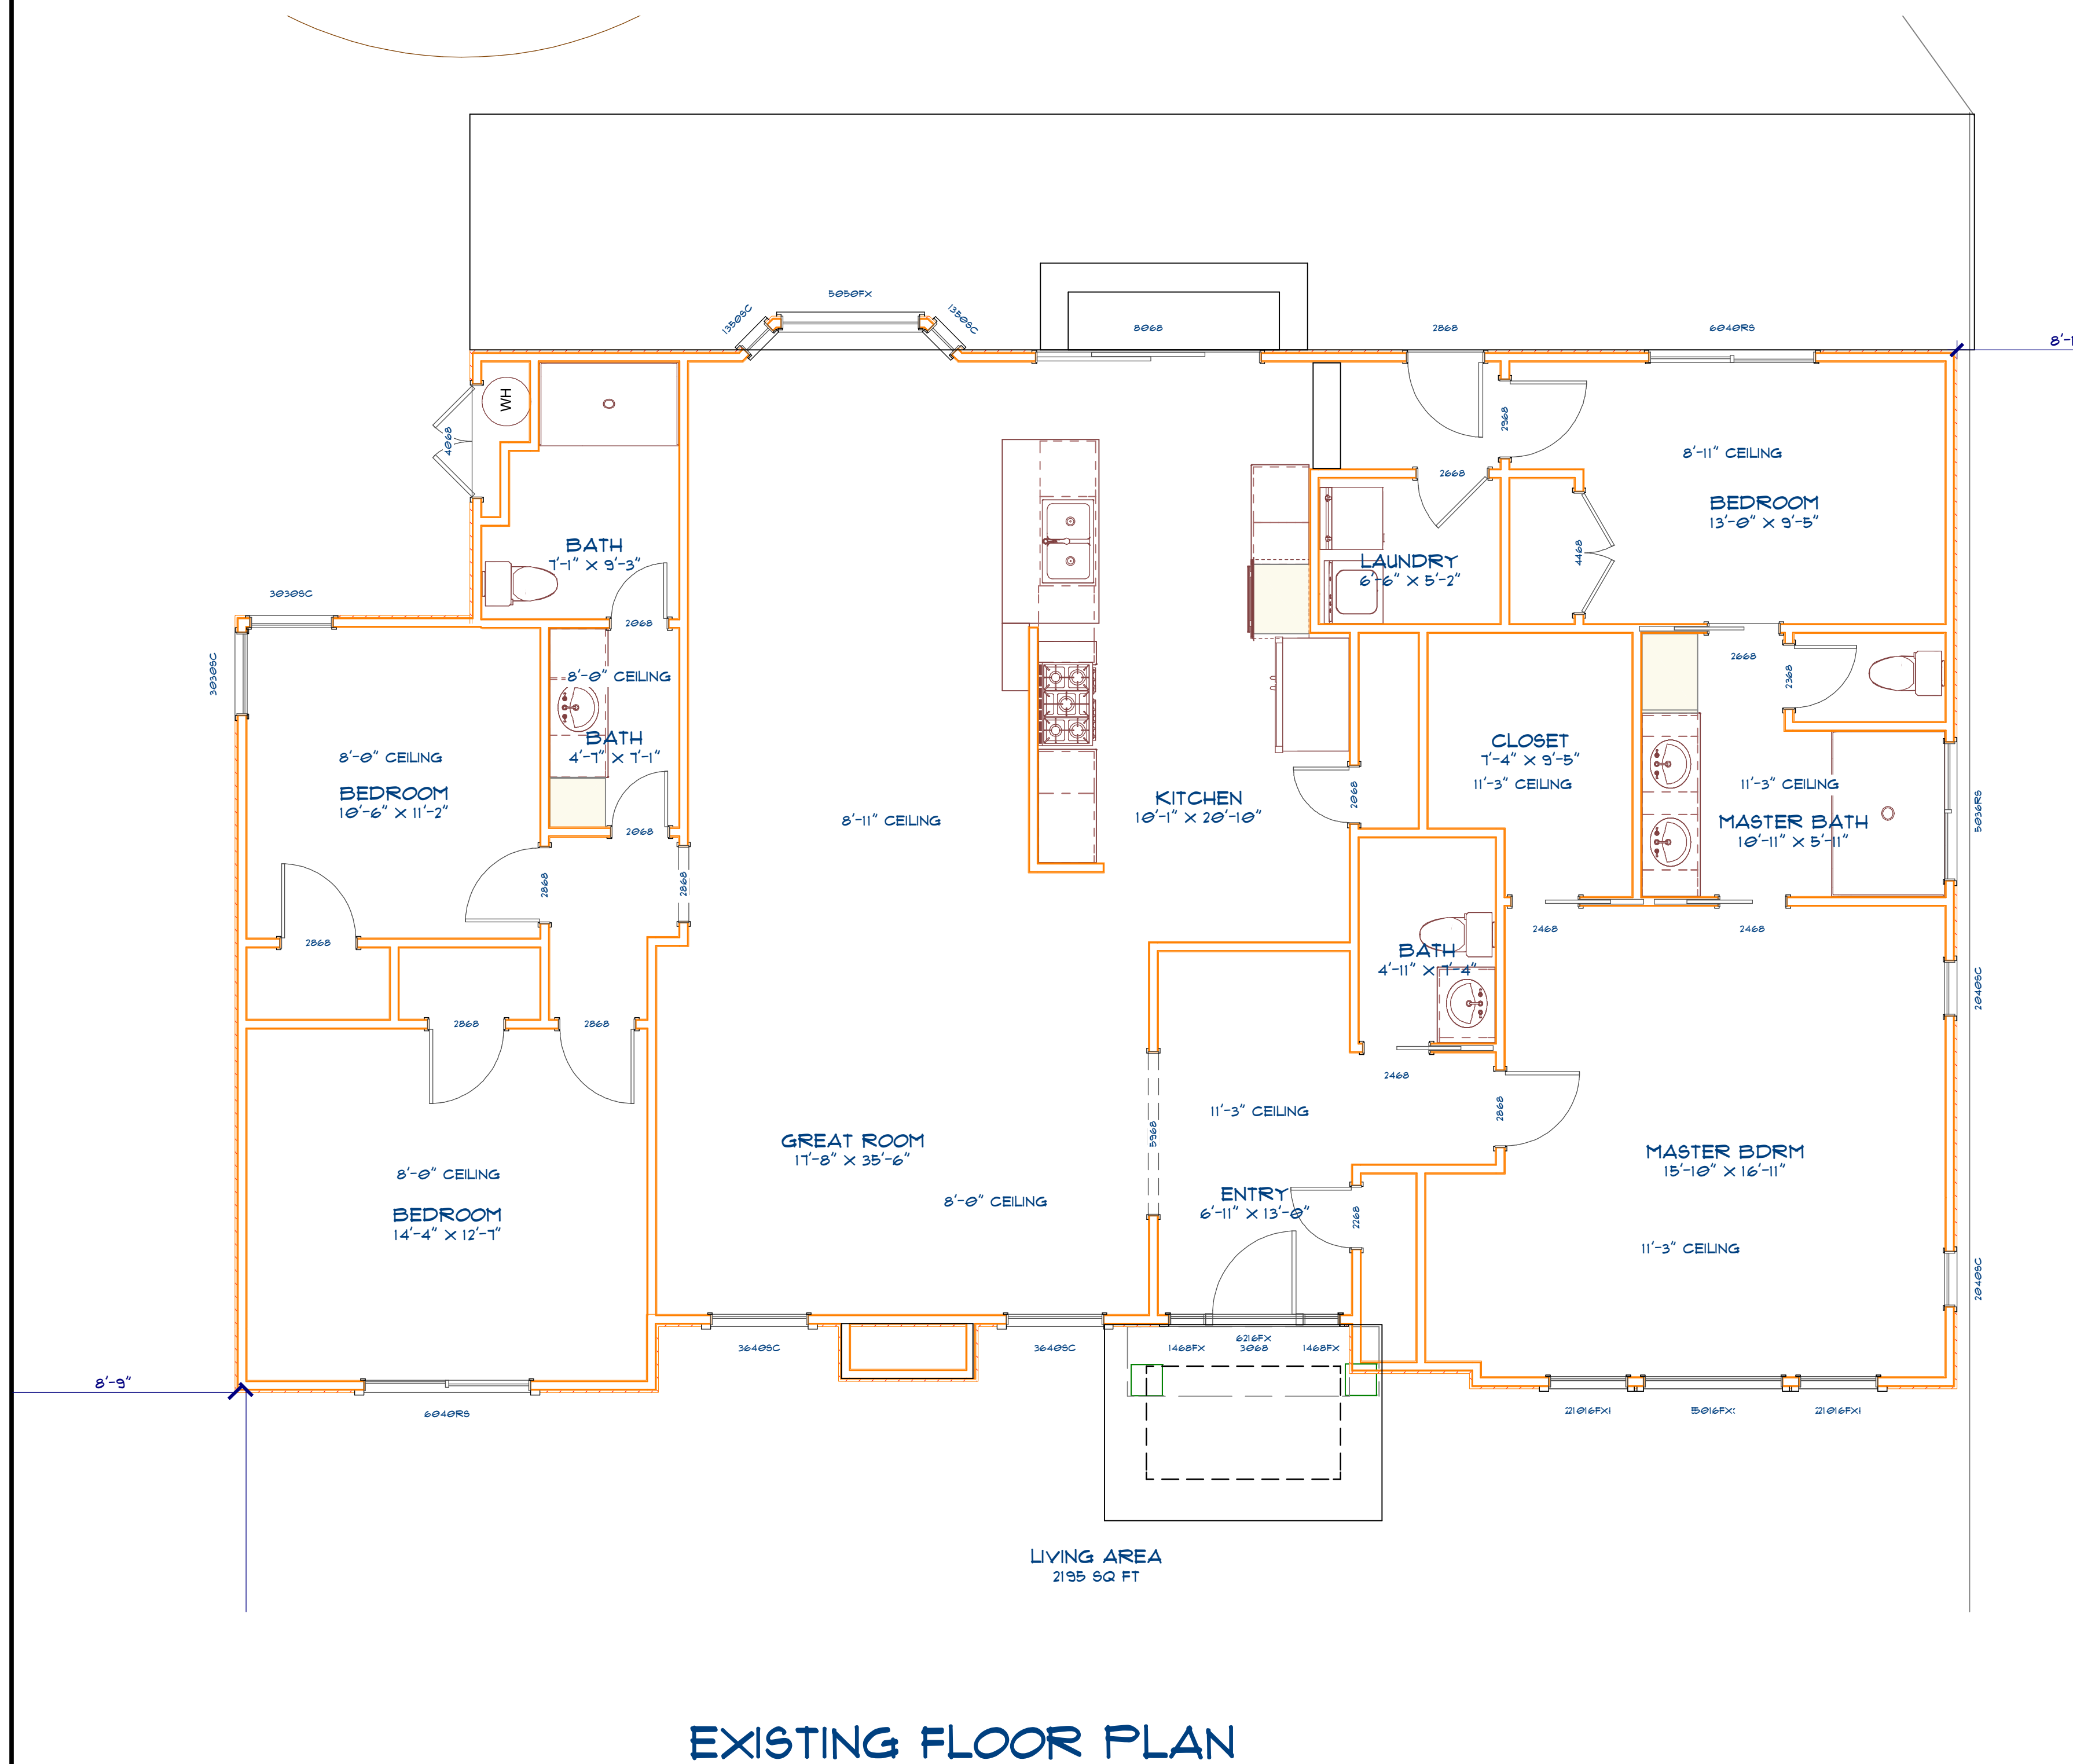 5050FX
1350SC
1350SC
8068
2868
6040RS
WH
4068
2968
8'-11" CEILING
2668
BEDROOM
13'-0" X 9'-5"
BATH
7'-1" X 9'-3"
LAUNDRY
6'-6" X 5'-2"
4468
3030SC
2068
3030SC
2668
2368
8'-0" CEILING
BATH
4'-7" X 7'-1"
CLOSET
7'-4" X 9'-5"
11'-3" CEILING
11'-3" CEILING
8'-0" CEILING
BEDROOM
10'-6" X 11'-2"
KITCHEN
10'-1" X 20'-10"
2068
5036RS
8'-11" CEILING
MASTER BATH
10'-11" X 5'-11"
2068
2868
2868
2868
2468
2468
BATH
4'-11" X 7'-4"
2040SC
2868
2868
2468
11'-3" CEILING
2868
5968
GREAT ROOM
17'-8" X 35'-6"
MASTER BDRM
15'-10" X 16'-11"
8'-0" CEILING
BEDROOM
14'-4" X 12'-7"
8'-0" CEILING
ENTRY
6'-11" X 13'-0"
2268
11'-3" CEILING
2040SC
3640SC
3640SC
6216FX
1468FX
3068
1468FX
8'-9"
6040RS
LIVING AREA
2195 SQ FT
EXISTING FLOOR PLAN